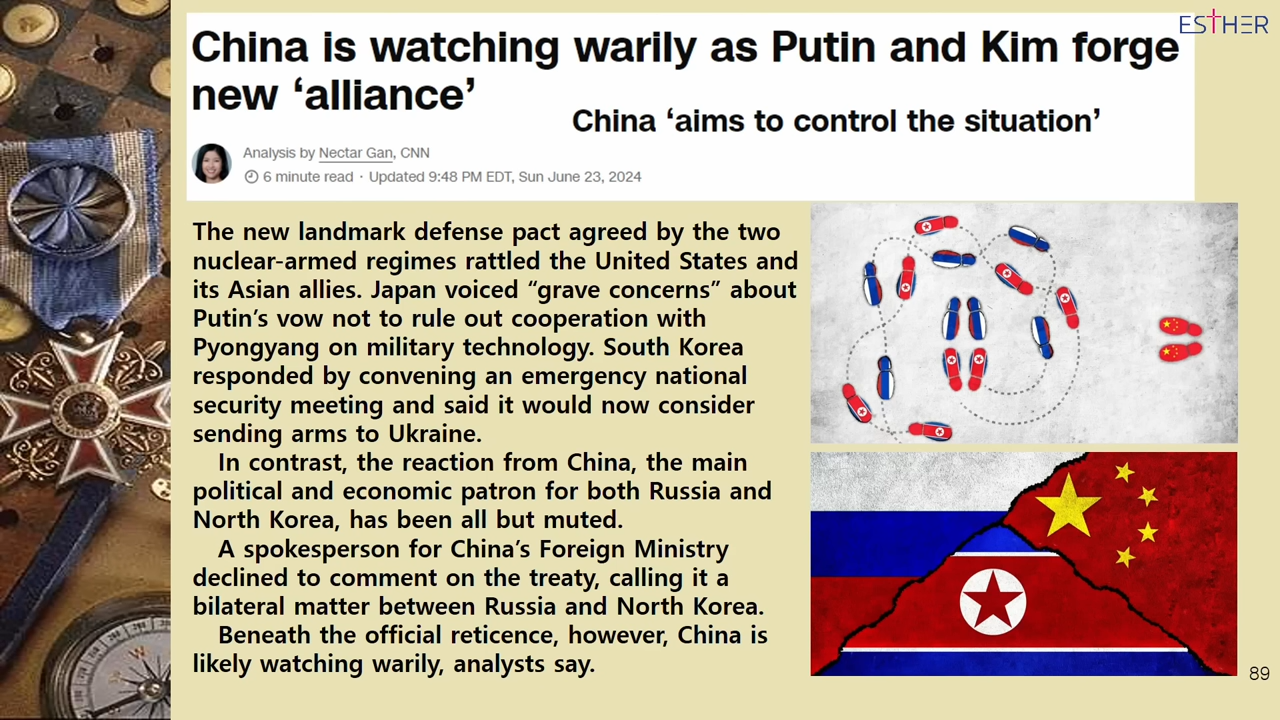 ESTHER
China is watching warily as Putin and Kim forge
new ‘alliance’
China ‘aims to control the situation’
Analysis by Nectar Gan, CNN
6 minute read · Updated 9:48 PM EDT, Sun June 23, 2024
The new landmark defense pact agreed by the two
nuclear-armed regimes rattled the United States and
its Asian allies. Japan voiced “grave concerns” about
Putin’s vow not to rule out cooperation with
Pyongyang on military technology. South Korea
responded by convening an emergency national
security meeting and said it would now consider
sending arms to Ukraine.
In contrast, the reaction from China, the main
political and economic patron for both Russia and
North Korea, has been all but muted.
A spokesperson for China’s Foreign Ministry
declined to comment on the treaty, calling it a
bilateral matter between Russia and North Korea.
Beneath the official reticence, however, China is
likely watching warily, analysts say.
89